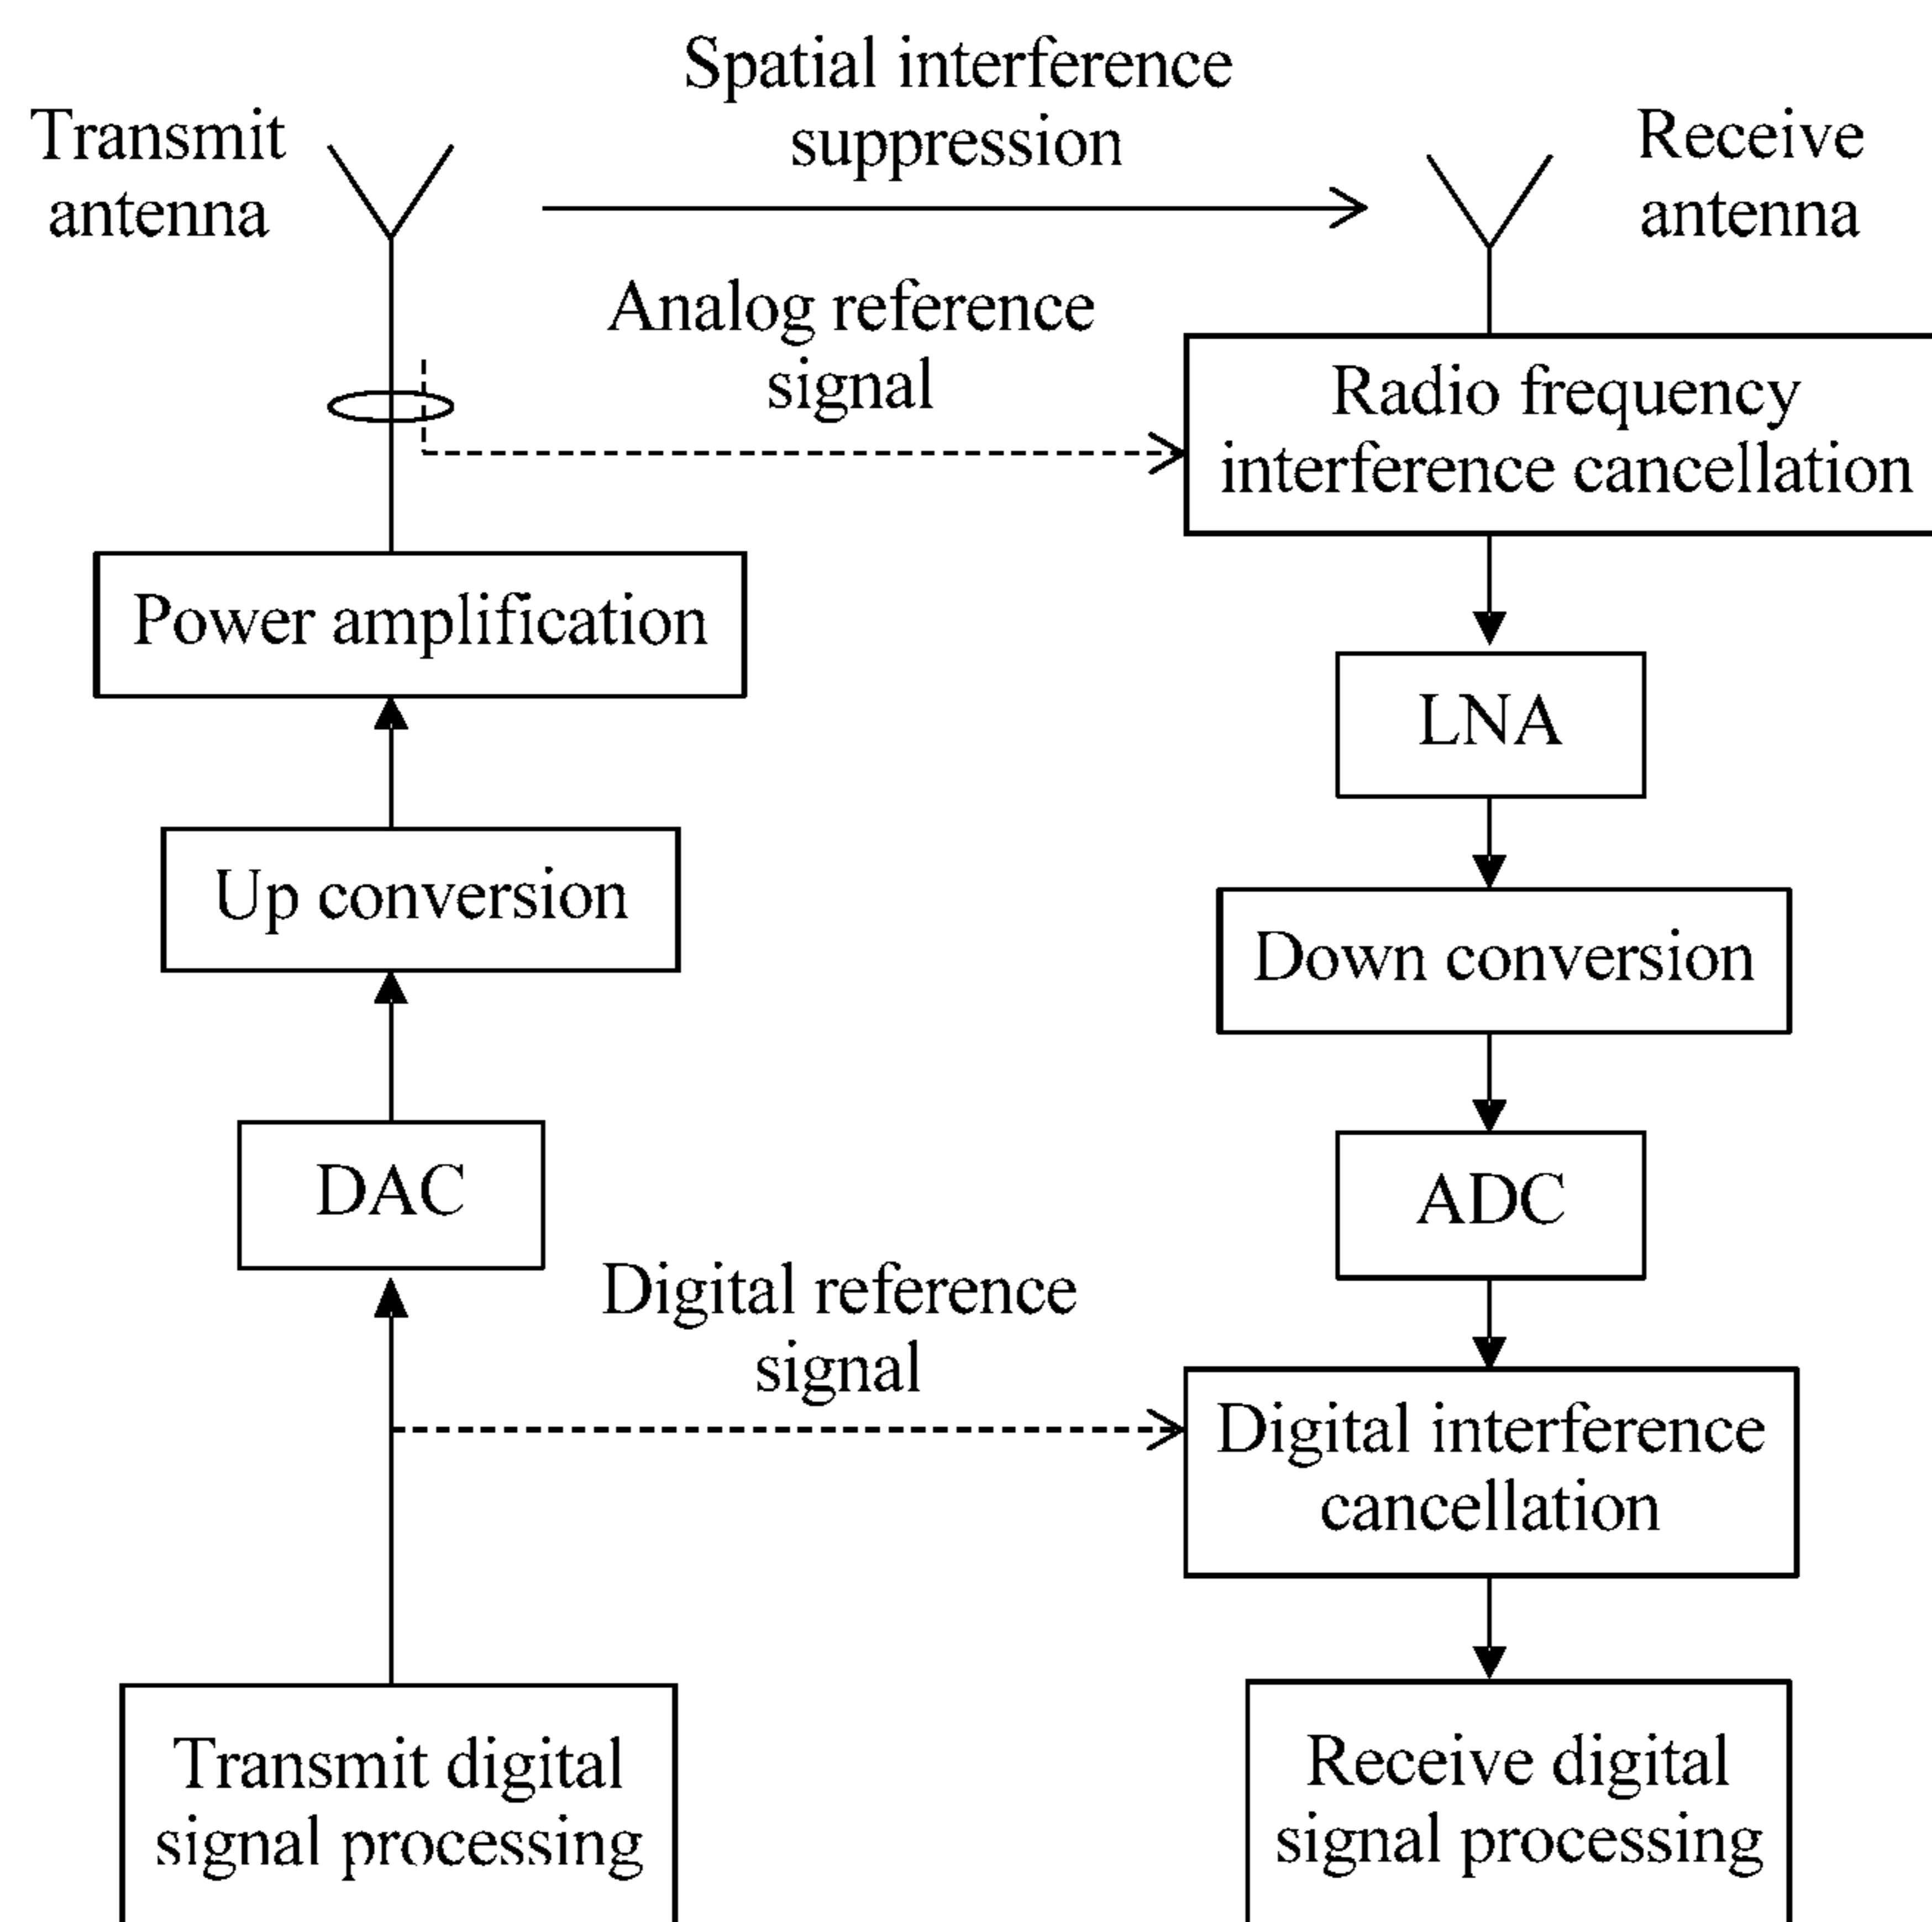 Spatial interference
suppression
Transmit
antenna
Receive
antenna
Analog reference
signal
Radio frequency
interference cancellation
Power amplification
LNA
Up conversion
Down conversion
DAC
ADC
Digital reference
signal
Digital interference
cancellation
Transmit digital
signal processing
Receive digital
signal processing